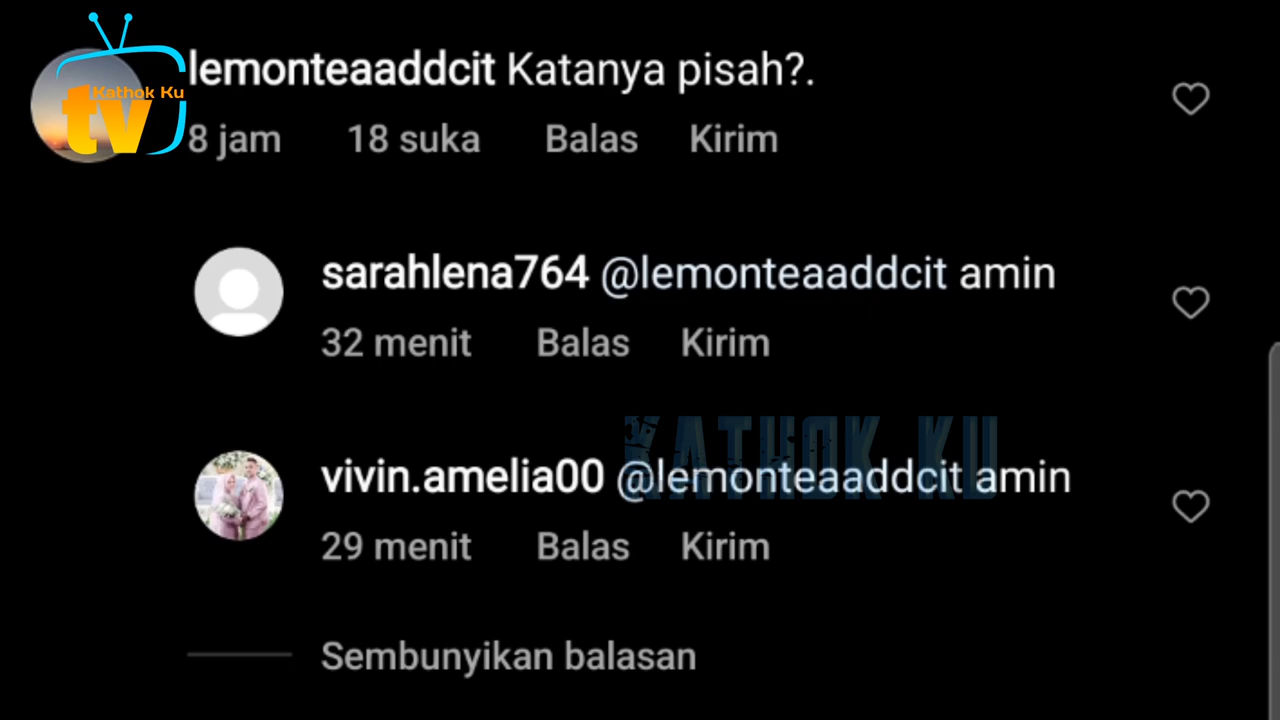 lemonteaaddcit Katanya pisah?.
Kathok Ku
tv
8 jam 18 suka Balas Kirim
sarahlena764 @lemonteaaddcit amin
32 menit Balas Kirim
KATHOK KU
vivin.amelia00 @lemonteaaddcit amin
29 menit Balas Kirim
Sembunyikan balasan